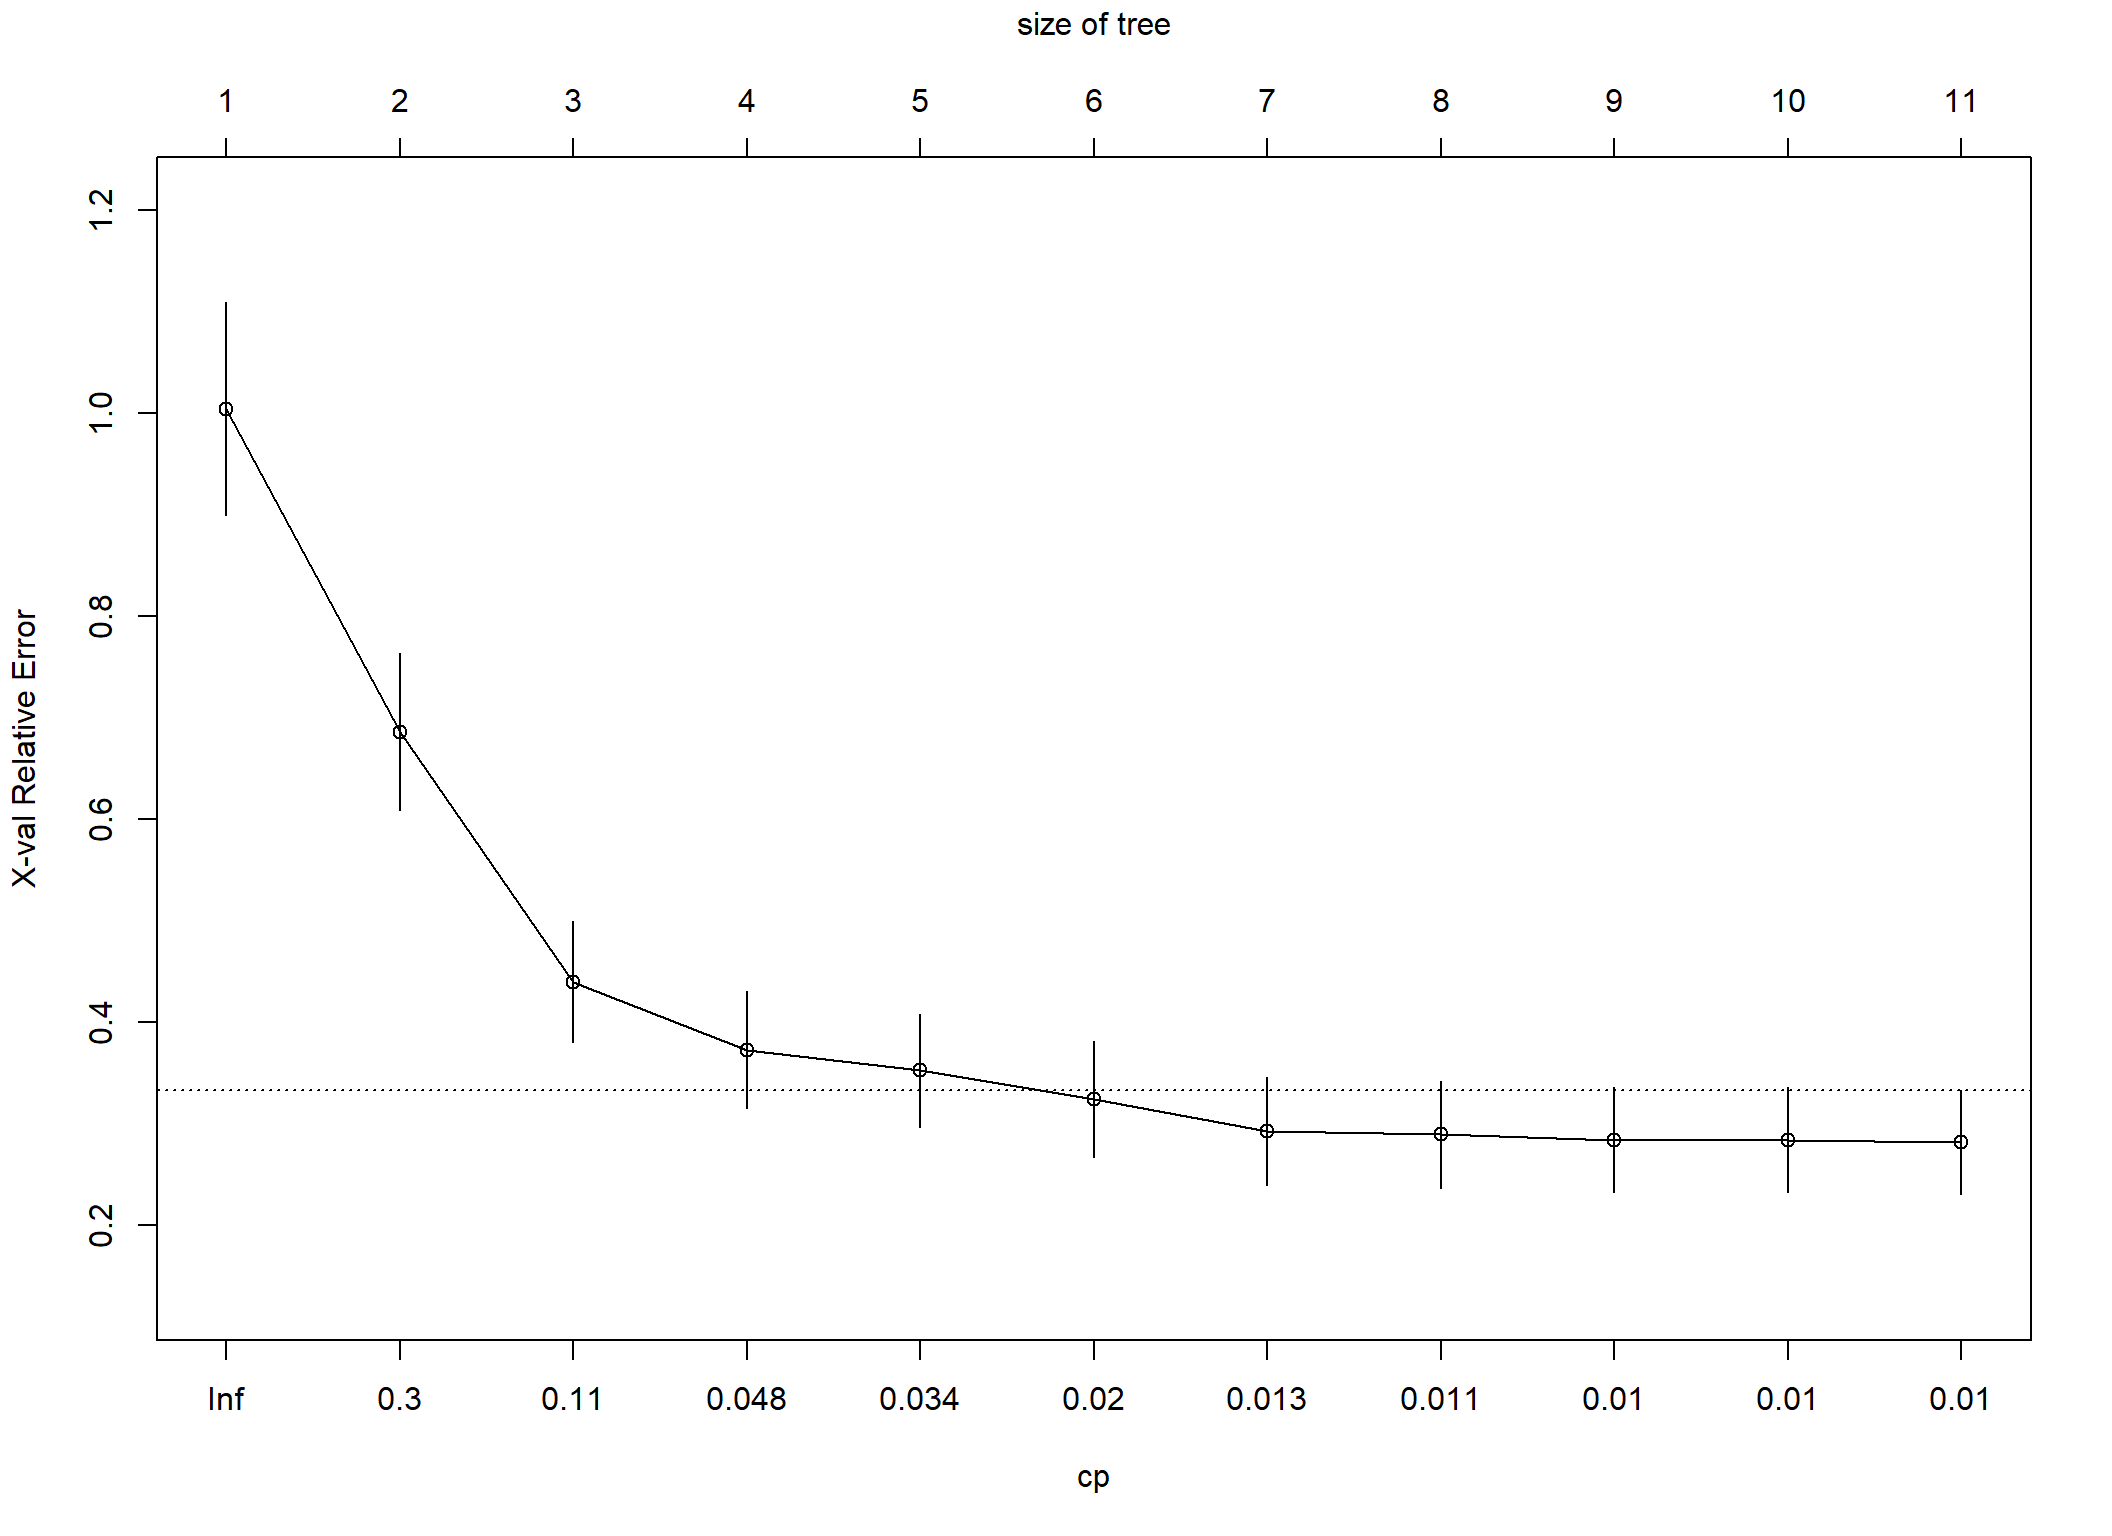 size of tree
1 2 3 4 5 6 7 8 9 10 11
1.2
1.0
0.8
0.6
0.4
0.2
X-val Relative Error
Inf 0.3 0.11 0.048 0.034 0.02 0.013 0.011 0.01 0.01 0.01
cp